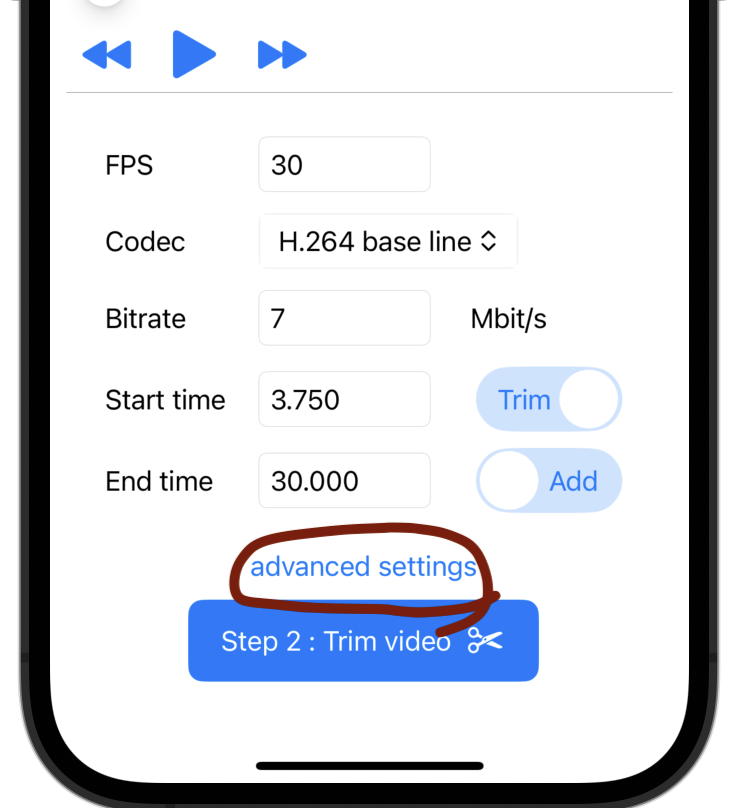 FPS 30
Codec H.264 base line
Bitrate 7 Mbit/s
Start time 3.750 Trim
End time 30.000 Add
advanced settings
Step 2 : Trim video